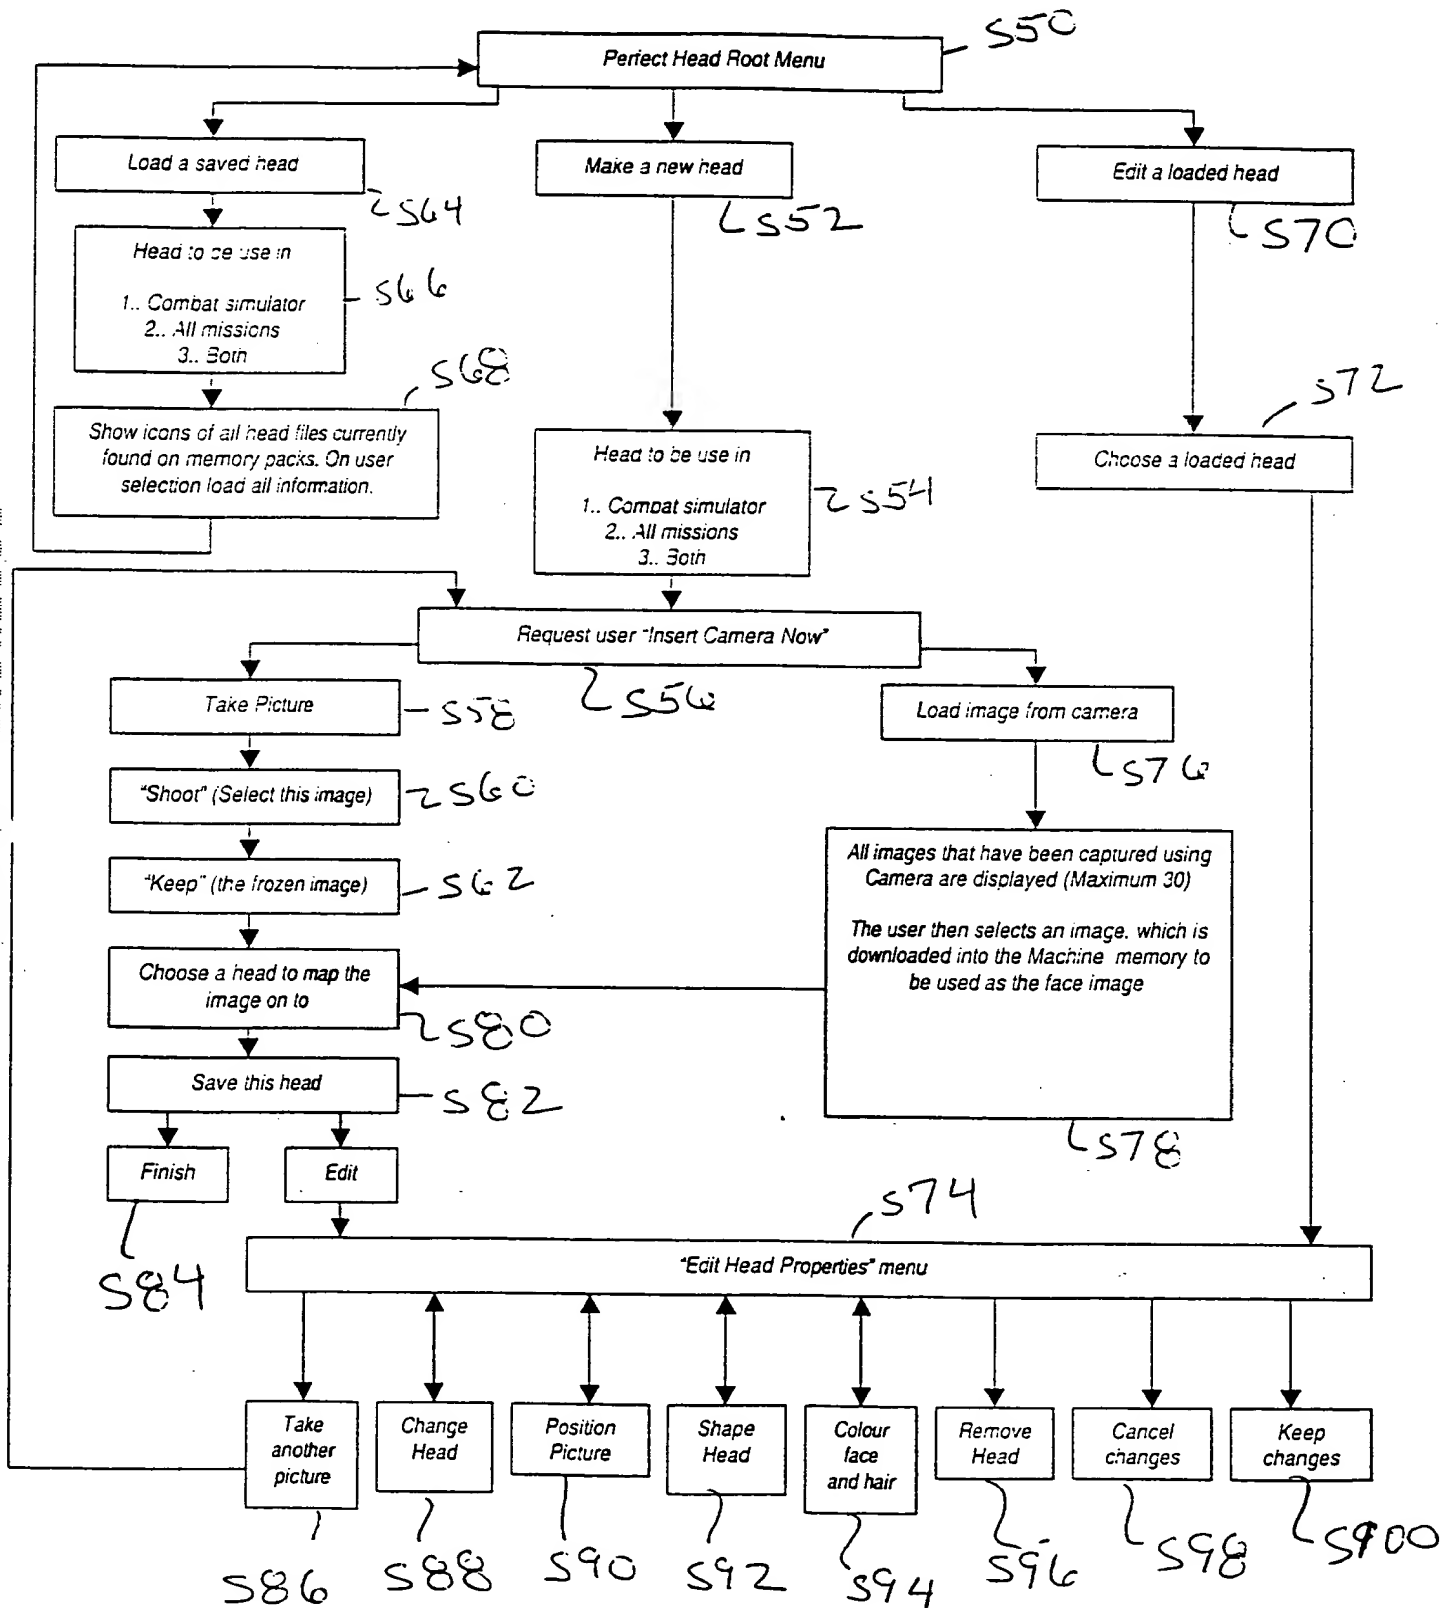 Perfect Head Root Menu
S50
Load a saved head
S64
Make a new head
S52
Edit a loaded head
S70
Head to be use in
1.. Combat simulator
2.. All missions
3.. Both
S66
Show icons of all head files currently
found on memory packs. On user
selection load all information.
S68
Head to be use in
1.. Combat simulator
2.. All missions
3.. Both
S54
Choose a loaded head
S72
Request user "Insert Camera Now"
S56
Take Picture
S58
Load image from camera
S76
"Shoot" (Select this image)
S60
"Keep" (the frozen image)
S62
All images that have been captured using
Camera are displayed (Maximum 30)
The user then selects an image. which is
downloaded into the Machine memory to
be used as the face image
S78
Choose a head to map the
image on to
S80
Save this head
S82
Finish
S84
Edit
"Edit Head Properties" menu
S74
Take
another
picture
S86
Change
Head
S88
Position
Picture
S90
Shape
Head
S92
Colour
face
and hair
S94
Remove
Head
S96
Cancel
changes
S98
Keep
changes
S100